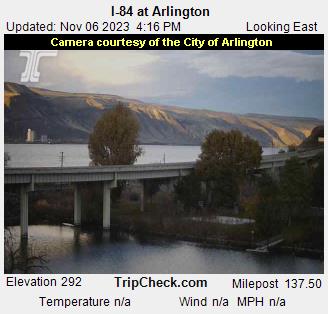 I-84 at Arlington
Updated: Nov 06 2023 4:16 PM Looking East
Camera courtesy of the City of Arlington
Elevation 292 TripCheck.com Milepost 137.50
Temperature n/a Wind n/a MPH n/a